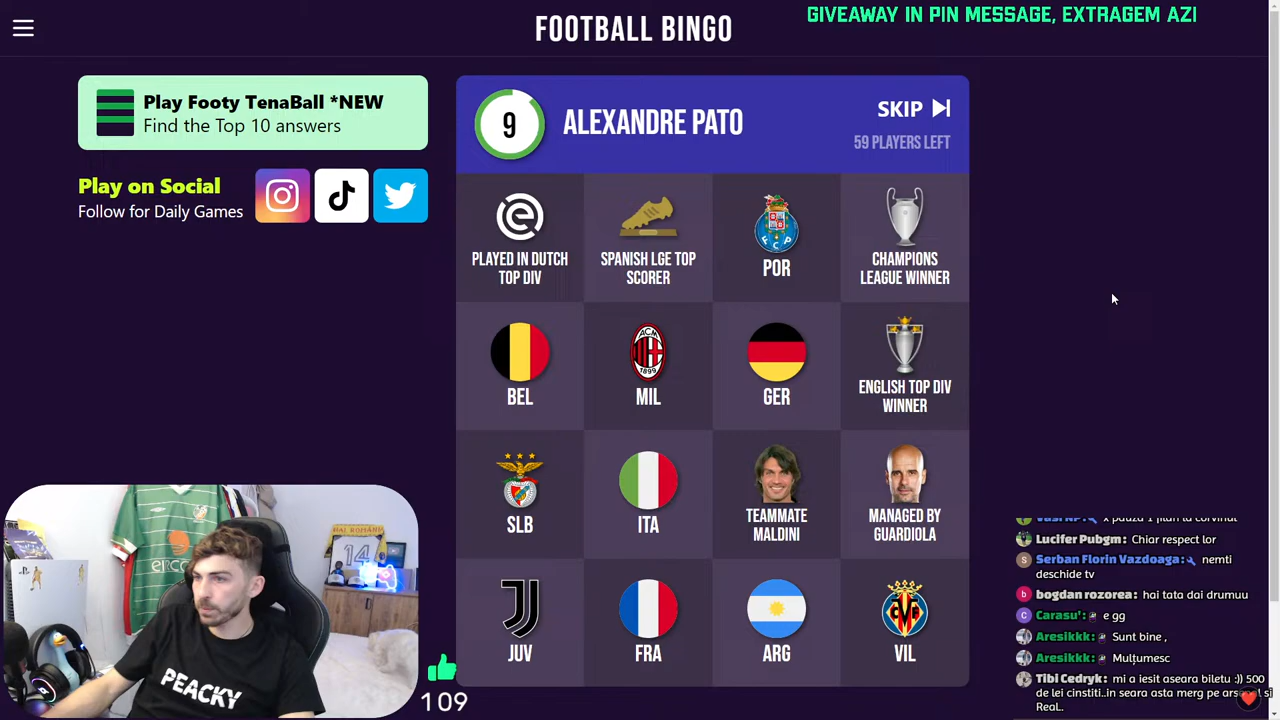 GIVEAWAY IN PIN MESSAGE, EXTRAGEM AZI
FOOTBALL BINGO
Play Footy TenaBall *NEW
Find the Top 10 answers
Play on Social
Follow for Daily Games
9
ALEXANDRE PATO
SKIP
59 PLAYERS LEFT
PLAYED IN DUTCH
TOP DIV
SPANISH LGE TOP
SCORER
POR
CHAMPIONS
LEAGUE WINNER
BEL
MIL
GER
ENGLISH TOP DIV
WINNER
SLB
ITA
TEAMMATE
MALDINI
MANAGED BY
GUARDIOLA
JUV
FRA
ARG
VIL
ACM
1899
14
PEACKY
109
Lucifer Pubgm: Chiar respect lor
Serban Florin Vazdoaga: nemti
deschide tv
bogdan rozorea: hai tata dai drumuu
Carasu': e gg
Aresikkk: Sunt bine ,
Aresikkk: Mulțumesc
Tibi Cedryk: mi a iesit aseara biletu :)) 500
de lei cinstiti..in seara asta merg pe arsenal si
Real..